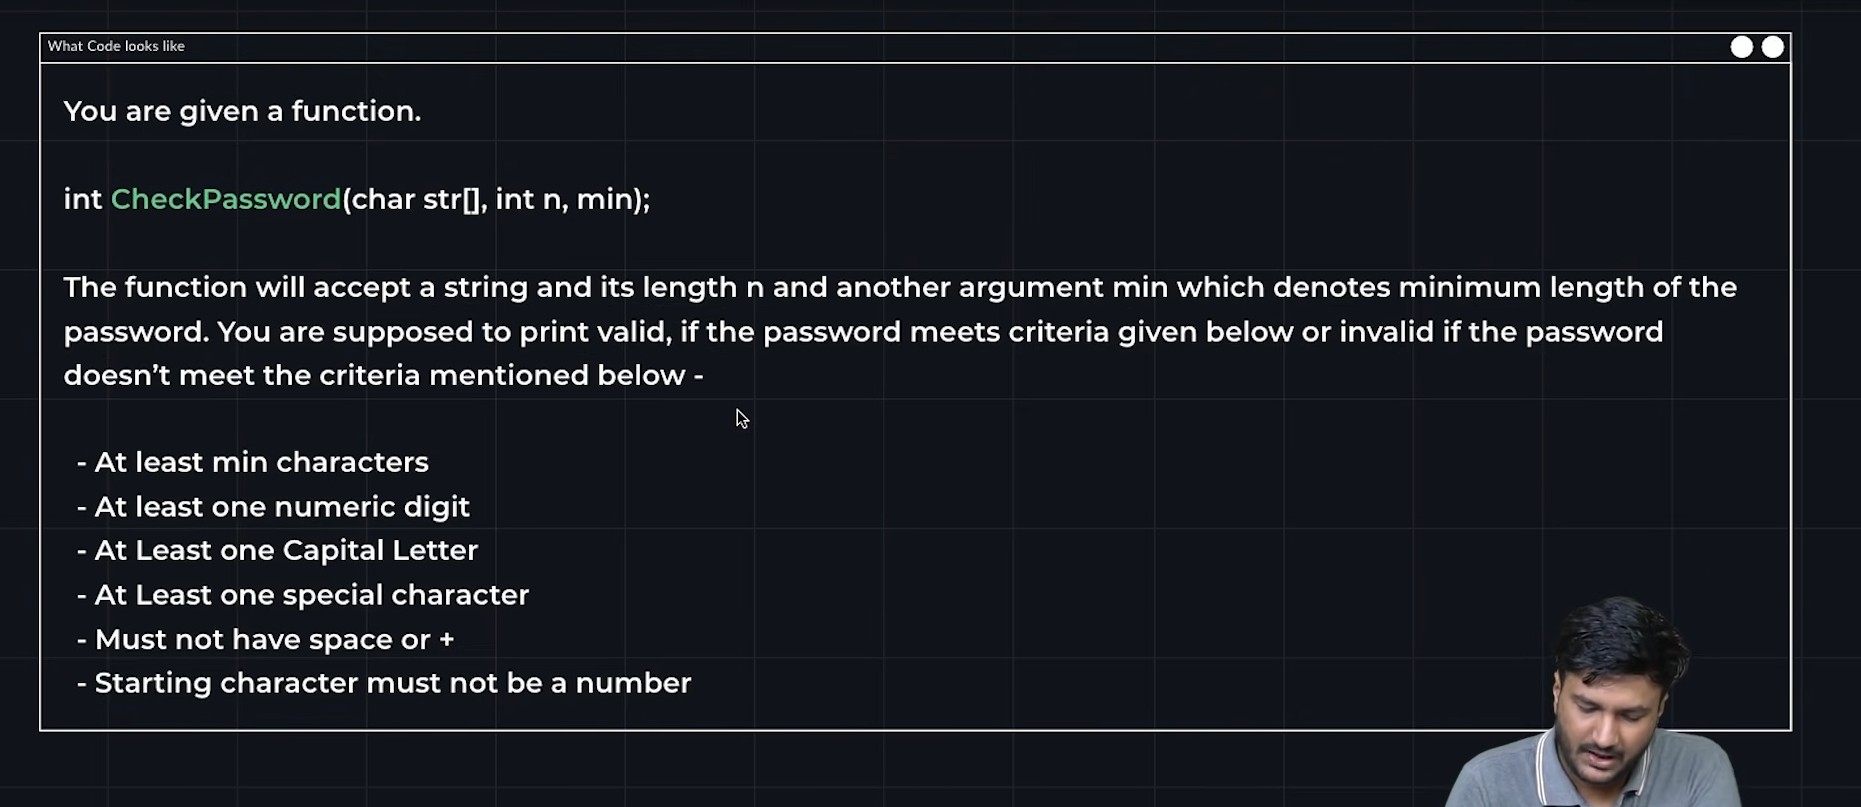 What Code looks like
You are given a function.
int CheckPassword(char str[], int n, min);
The function will accept a string and its length n and another argument min which denotes minimum length of the
password. You are supposed to print valid, if the password meets criteria given below or invalid if the password
doesn’t meet the criteria mentioned below -
- At least min characters
- At least one numeric digit
- At Least one Capital Letter
- At Least one special character
- Must not have space or +
- Starting character must not be a number